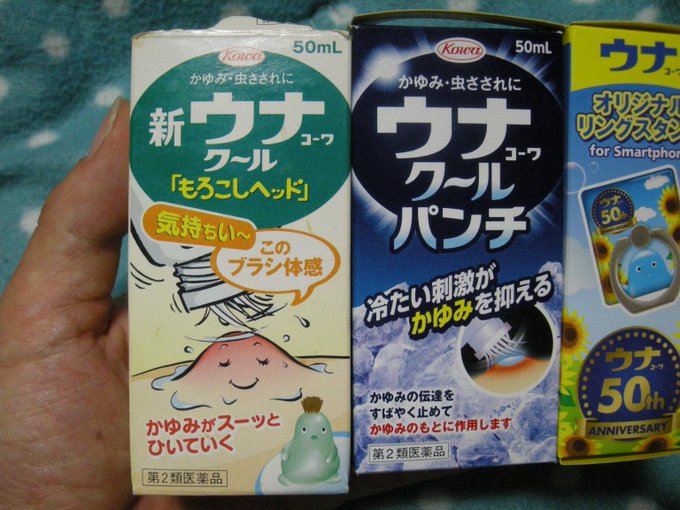 Kowa
50mL
かゆみ・虫さされに
新ウナコーワ
クール
「もろこしヘッド」
気持ちい〜
この
ブラシ体感
かゆみがスーッと
ひいていく
第2類医薬品
Kowa
50mL
かゆみ・虫さされに
ウナコーワ
クール
パンチ
冷たい刺激が
かゆみを抑える
かゆみの伝達を
すばやく止めて
かゆみのもとに作用します
第2類医薬品
ウナコーワ
オリジナル
リングスタン
for Smartphon
ウナ
50th
ANNIVERSARY
ウナコーワ
50th
ANNIVERSARY